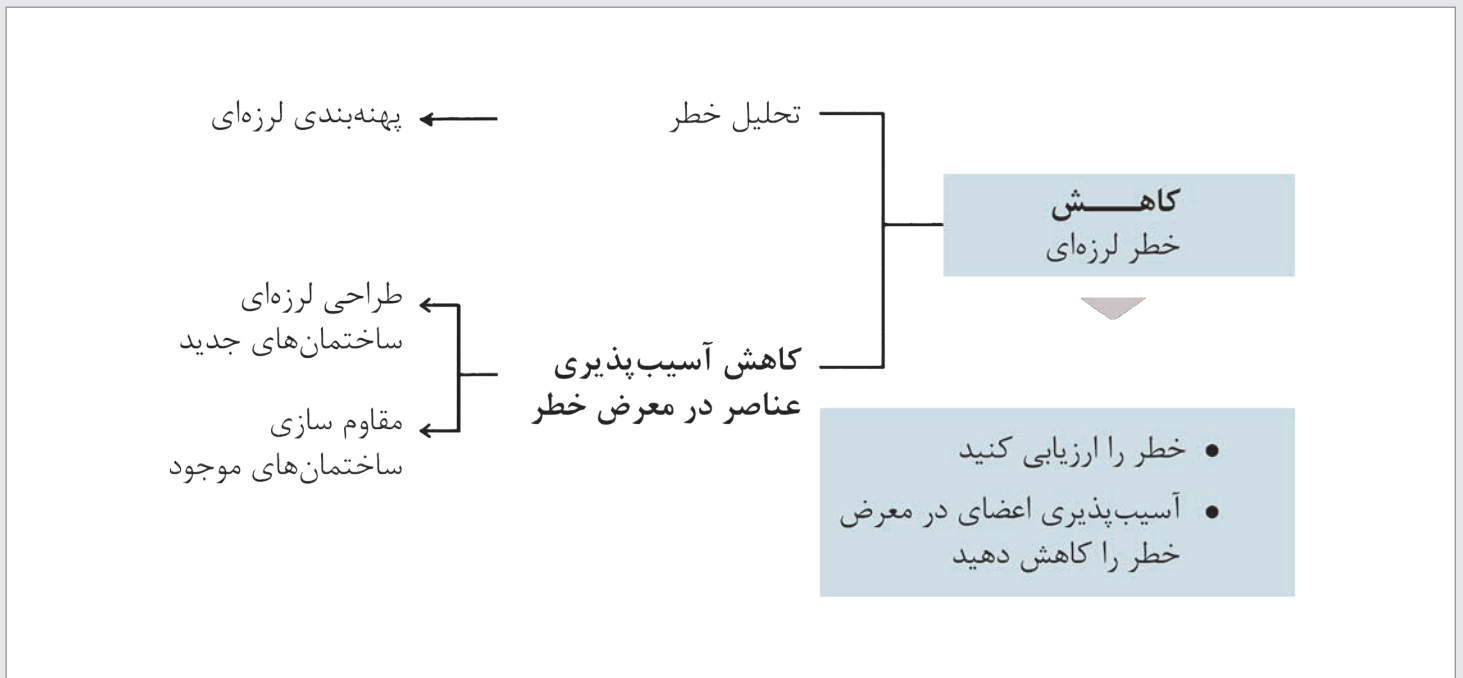 کاهش
خطر لرزه‌ای
تحلیل خطر
پهنه‌بندی لرزه‌ای
کاهش آسیب‌پذیری
عناصر در معرض خطر
طراحی لرزه‌ای
ساختمان‌های جدید
مقاوم سازی
ساختمان‌های موجود
• خطر را ارزیابی کنید
• آسیب‌پذیری اعضای در معرض
خطر را کاهش دهید